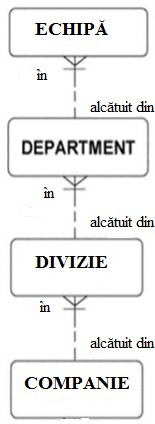 ECHIPĂ
în
alcătuit din
DEPARTMENT
în
alcătuit din
DIVIZIE
în
alcătuit din
COMPANIE